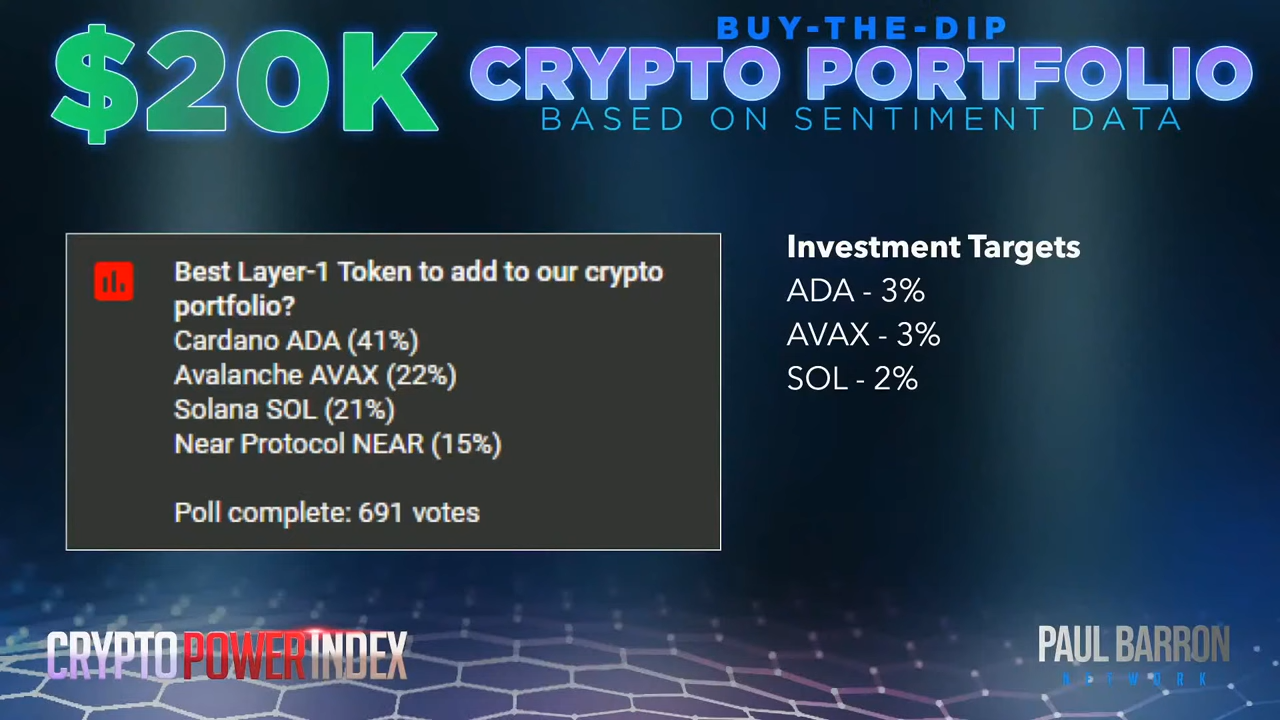 $20K
BUY-THE-DIP
CRYPTO PORTFOLIO
BASED ON SENTIMENT DATA
Best Layer-1 Token to add to our crypto
portfolio?
Cardano ADA (41%)
Avalanche AVAX (22%)
Solana SOL (21%)
Near Protocol NEAR (15%)
Poll complete: 691 votes
Investment Targets
ADA - 3%
AVAX - 3%
SOL - 2%
CRYPTO POWER INDEX
PAUL BARRON
NETWORK